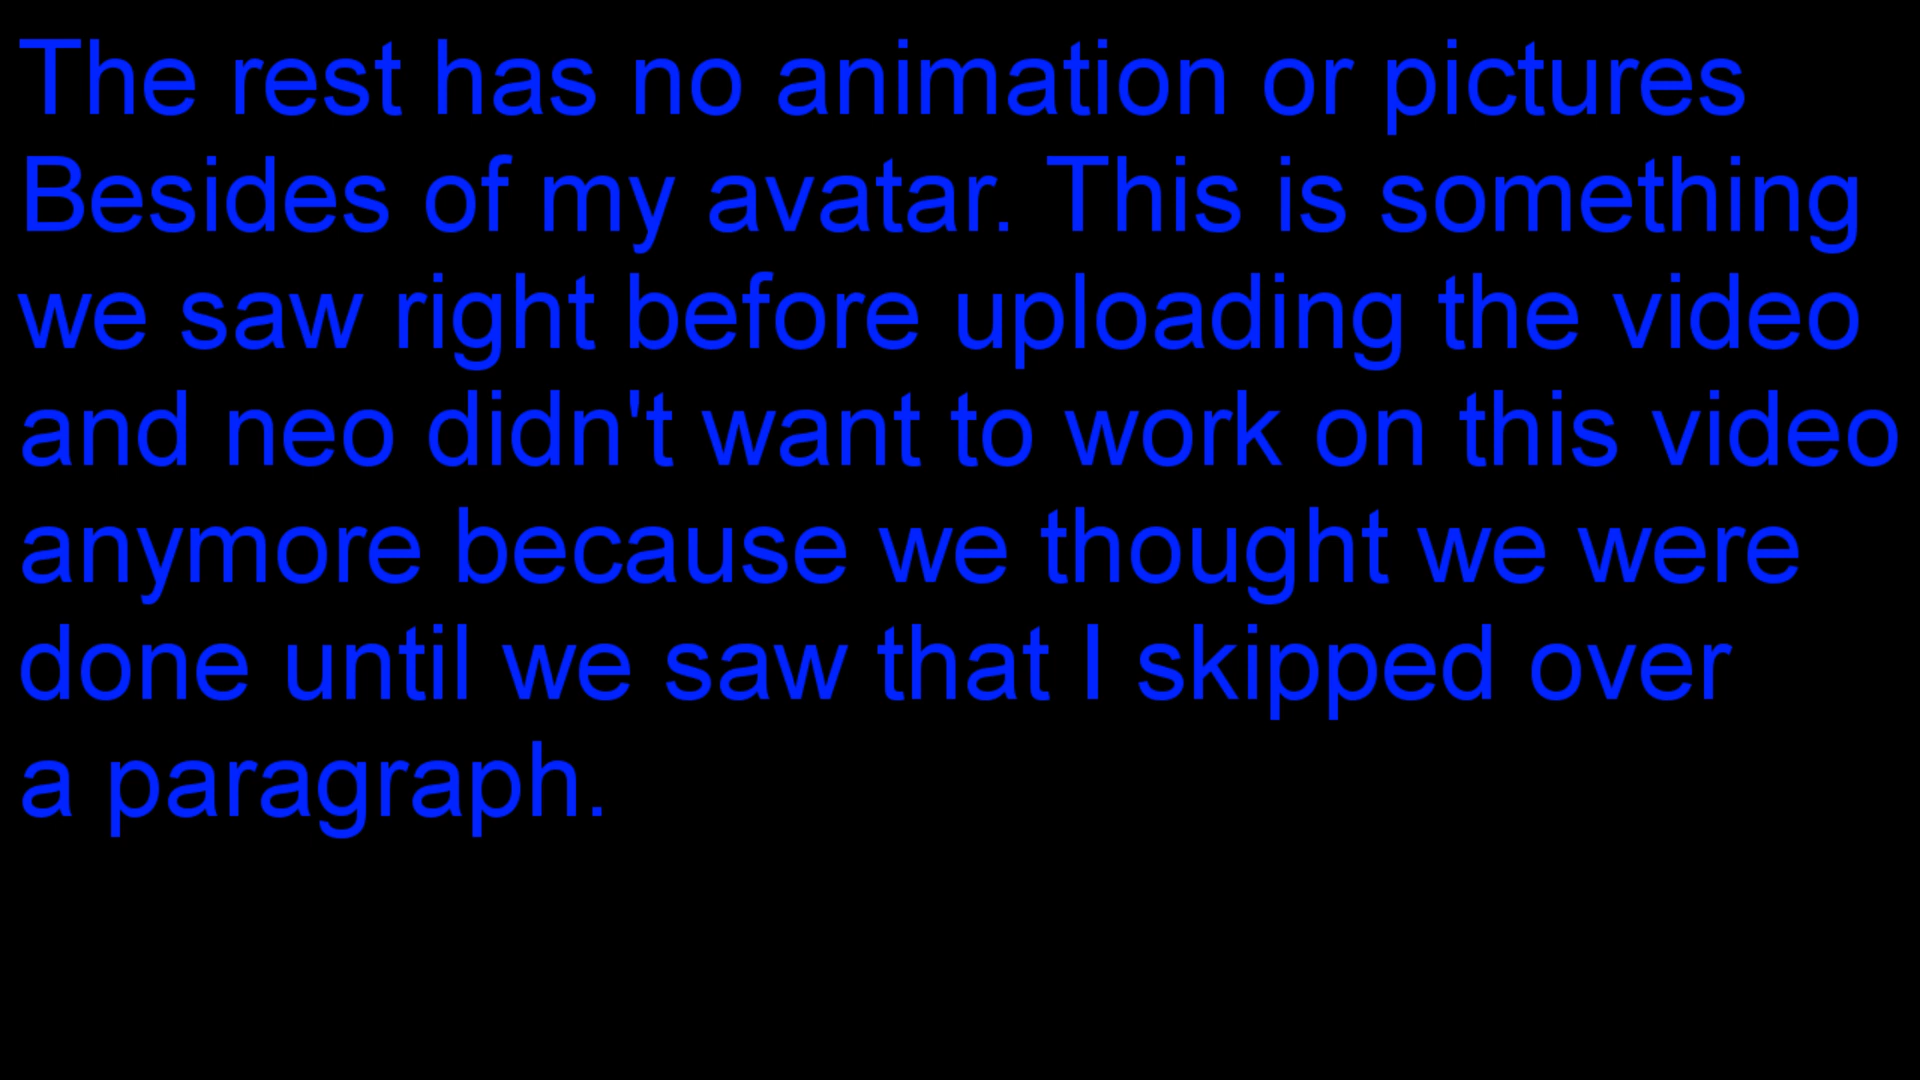 The rest has no animation or pictures
Besides of my avatar. This is something
we saw right before uploading the video
and neo didn't want to work on this video
anymore because we thought we were
done until we saw that I skipped over
a paragraph.